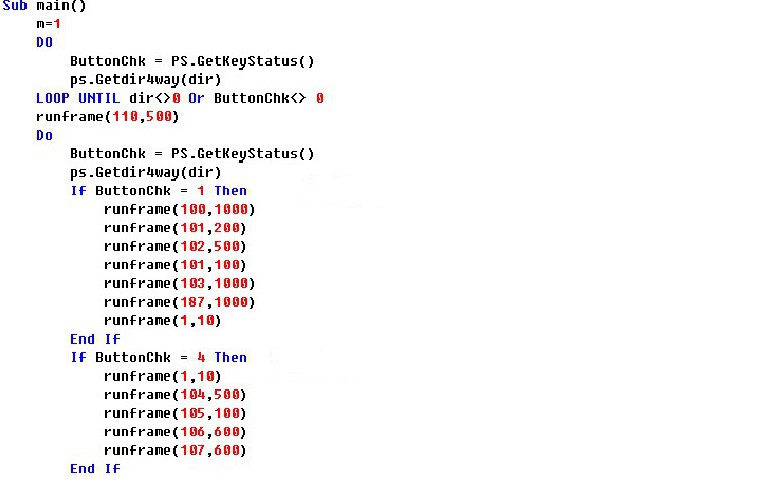 Sub main()
    m=1
    DO
        ButtonChk = PS.GetKeyStatus()
        ps.Getdir4way(dir)
    LOOP UNTIL dir<>0 Or ButtonChk<> 0
    runframe(110,500)
    Do
        ButtonChk = PS.GetKeyStatus()
        ps.Getdir4way(dir)
        If ButtonChk = 1 Then
            runframe(100,1000)
            runframe(101,200)
            runframe(102,500)
            runframe(101,100)
            runframe(103,1000)
            runframe(187,1000)
            runframe(1,10)
        End If
        If ButtonChk = 4 Then
            runframe(1,10)
            runframe(104,500)
            runframe(105,100)
            runframe(106,600)
            runframe(107,600)
        End If